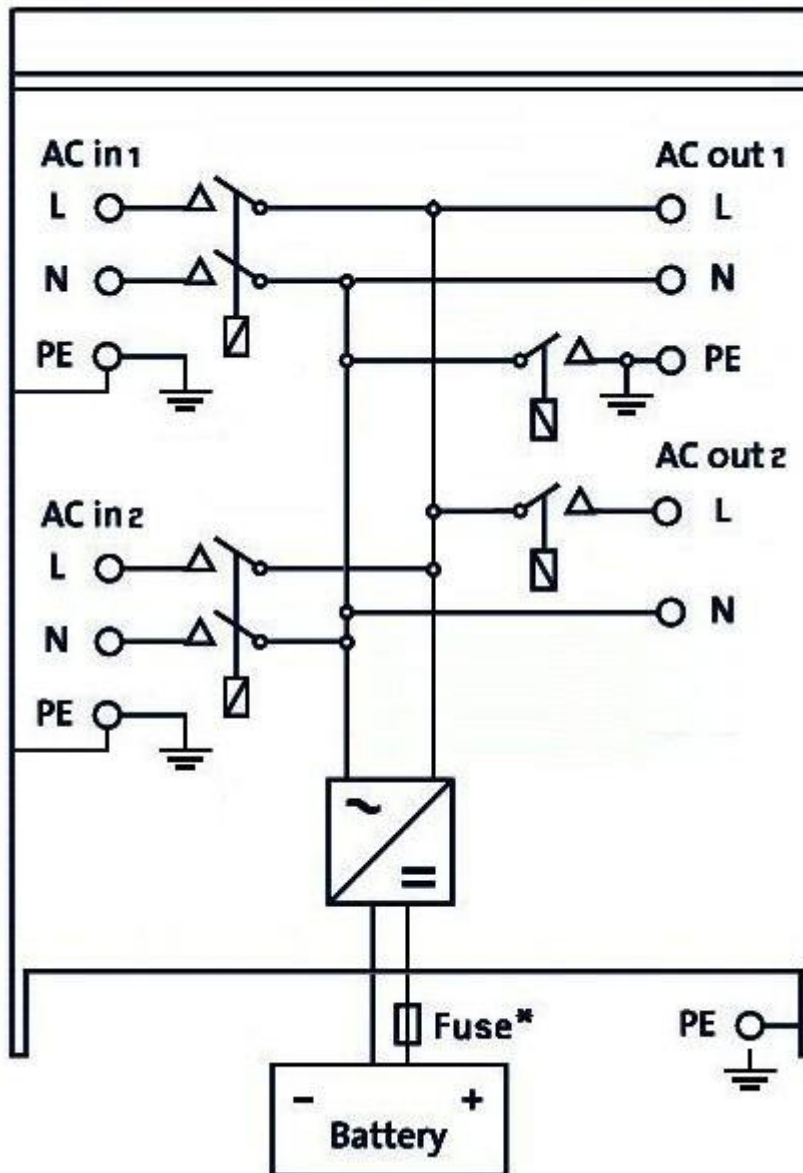 AC in 1
L
N
PE
AC out 1
L
N
PE
AC in 2
L
N
PE
AC out 2
L
N
Fuse*
PE
- +
Battery